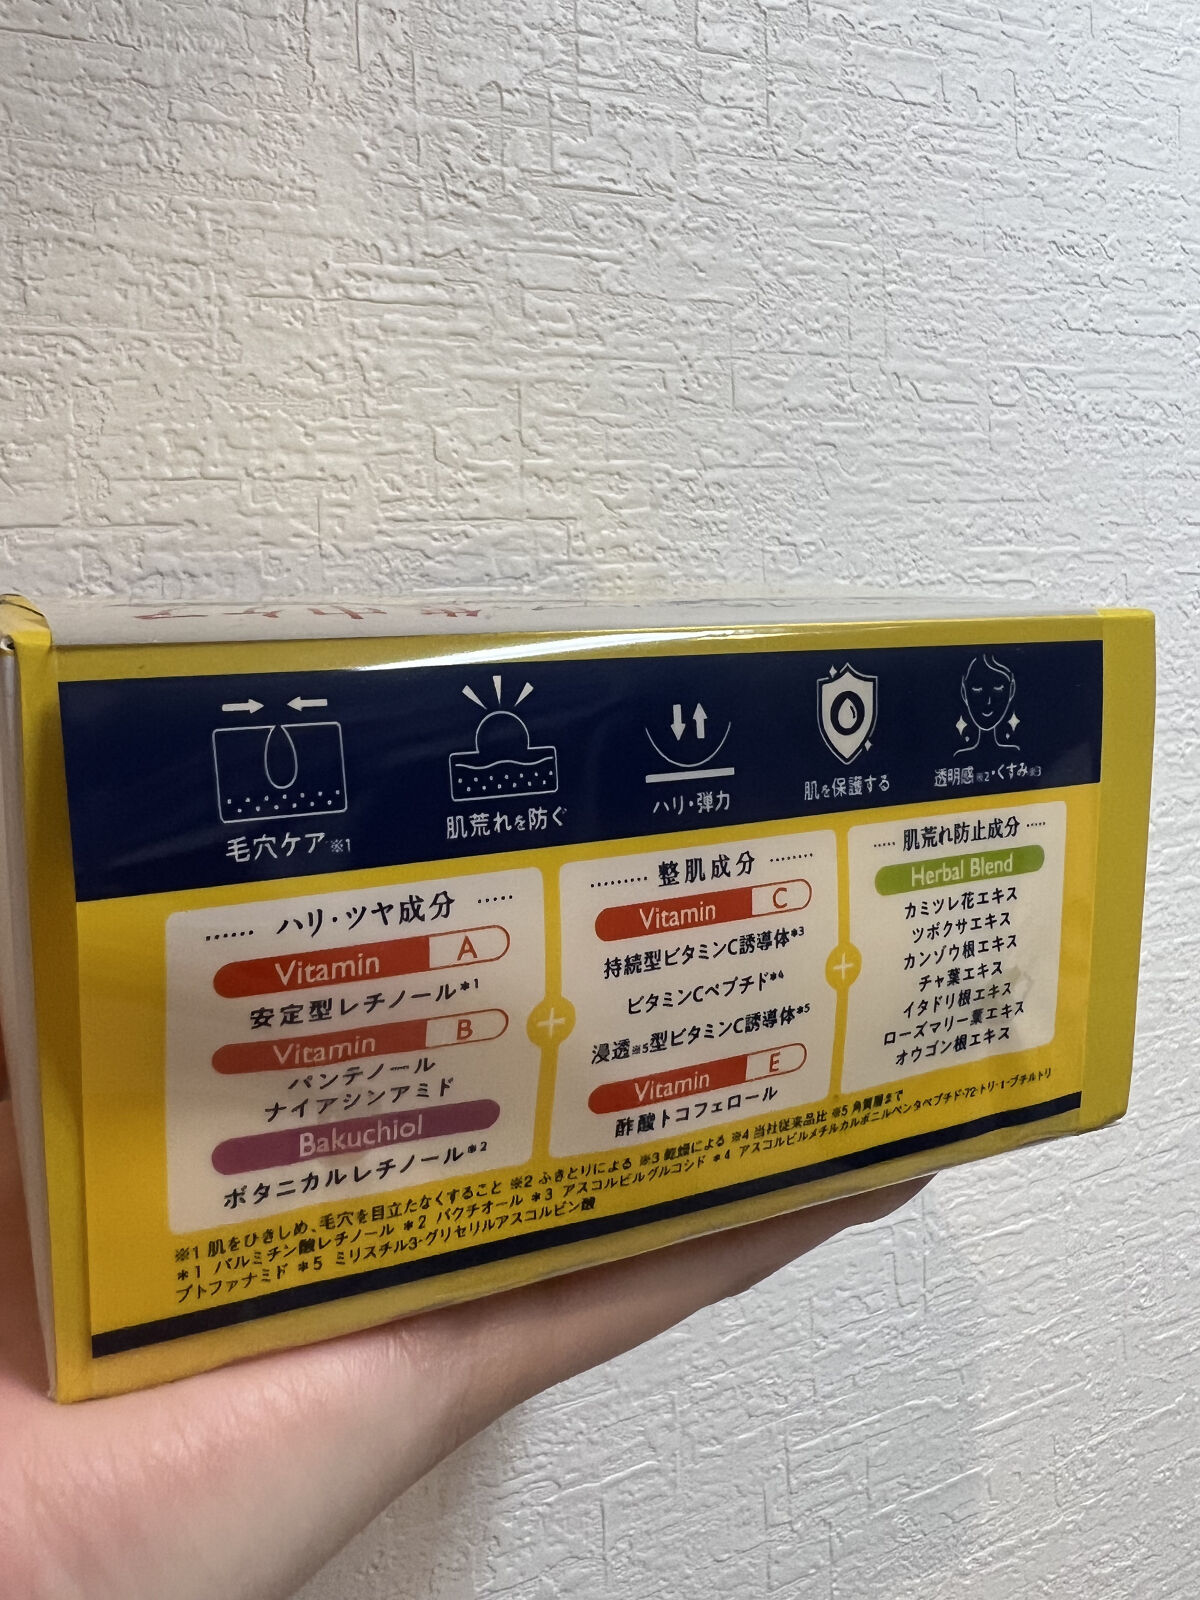 毛穴ケア※1
肌荒れを防ぐ
ハリ・弾力
肌を保護する
透明感※2・くすみ※3
ハリ・ツヤ成分
Vitamin A
安定型レチノール*1
Vitamin B
パンテノール
ナイアシンアミド
Bakuchiol
ボタニカルレチノール*2
+
整肌成分
Vitamin C
持続型ビタミンC誘導体*3
ビタミンCペプチド*4
浸透※5型ビタミンC誘導体*5
Vitamin E
酢酸トコフェロール
+
肌荒れ防止成分
Herbal Blend
カミツレ花エキス
ツボクサエキス
カンゾウ根エキス
チャ葉エキス
イタドリ根エキス
ローズマリー葉エキス
オウゴン根エキス
※1 肌をひきしめ、毛穴を目立たなくすること ※2 ふきとりによる ※3 乾燥による ※4 当社従来品比 ※5 角質層まで
*1 パルミチン酸レチノール *2 バクチオール *3 アスコルビルグルコシド *4 アスコルビルメチルカルボニルペンタペプチド-72-トリ-t-ブチルトリ
プトファナミド *5 ミリスチル3-グリセリルアスコルビン酸